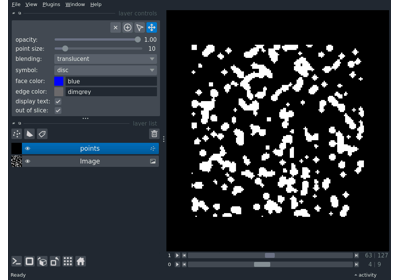 File View Plugins Window Help
layer controls
opacity: 1.00
point size: 10
blending: translucent
symbol: disc
face color: blue
edge color: dimgrey
display text:
out of slice:
layer list
points
Image
1 63 127
0 4 9
Ready
activity